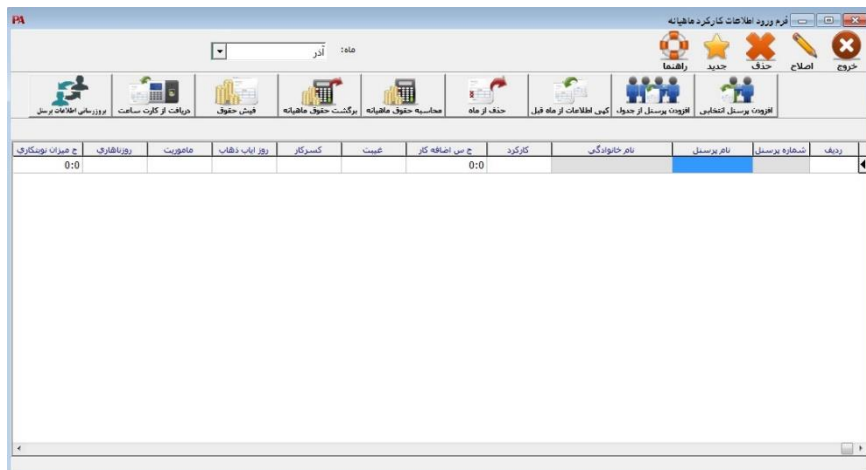 فرم ورود اطلاعات کارکرد ماهیانه
PA
خروج
اصلاح
حذف
جدید
راهنما
ماه:
آذر
افزودن پرسنل انتخابی
افزودن پرسنل از جدول
کپی اطلاعات از ماه قبل
حذف از ماه
محاسبه حقوق ماهیانه
برگشت حقوق ماهیانه
فیش حقوق
دریافت از کارت ساعت
بروزرسانی اطلاعات پرسنل
ردیف
شماره پرسنل
نام پرسنل
نام خانوادگی
کارکرد
ج س اضافه کار
غیبت
کسرکار
روز ایاب ذهاب
ماموریت
روزناهاری
ج میزان نوبتکاری
0:0
0:0